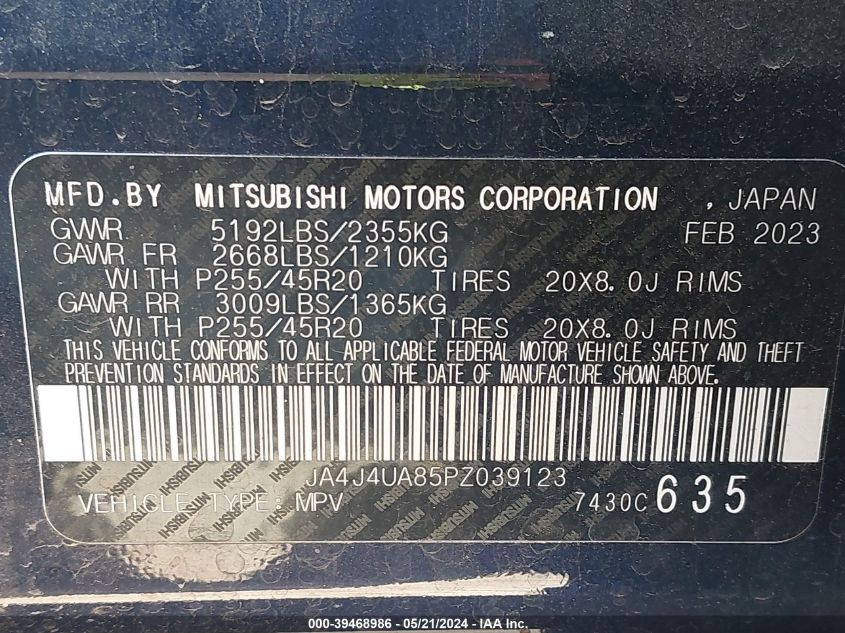 MFD.BY MITSUBISHI MOTORS CORPORATION , JAPAN
GVWR 5192LBS/2355KG FEB 2023
GAWR FR 2668LBS/1210KG
WITH P255/45R20 TIRES 20X8.0J RIMS
GAWR RR 3009LBS/1365KG
WITH P255/45R20 TIRES 20X8.0J RIMS
THIS VEHICLE CONFORMS TO ALL APPLICABLE FEDERAL MOTOR VEHICLE SAFETY AND THEFT
PREVENTION STANDARDS IN EFFECT ON THE DATE OF MANUFACTURE SHOWN ABOVE.
JA4J4UA85PZ039123
VEHICLE TYPE: MPV 7430C 635
000-39468986 - 05/21/2024 - IAA Inc.